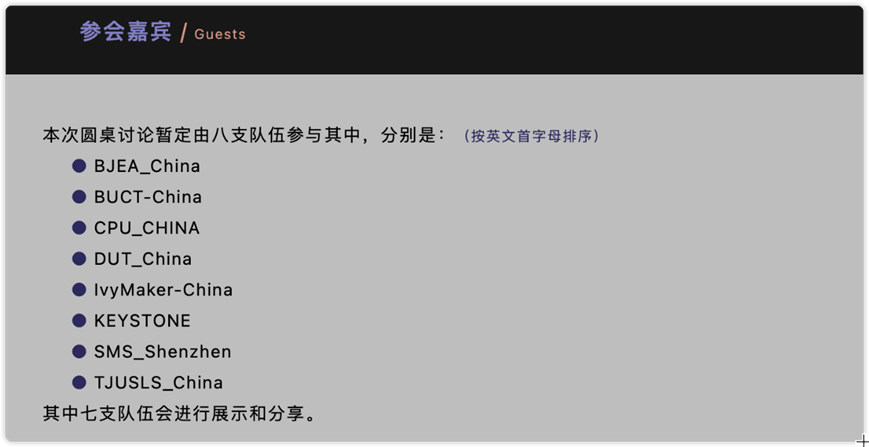 参会嘉宾 / Guests
本次圆桌讨论暂定由八支队伍参与其中，分别是：（按英文首字母排序）
● BJEA_China
● BUCT-China
● CPU_CHINA
● DUT_China
● IvyMaker-China
● KEYSTONE
● SMS_Shenzhen
● TJUSLS_China
其中七支队伍会进行展示和分享。